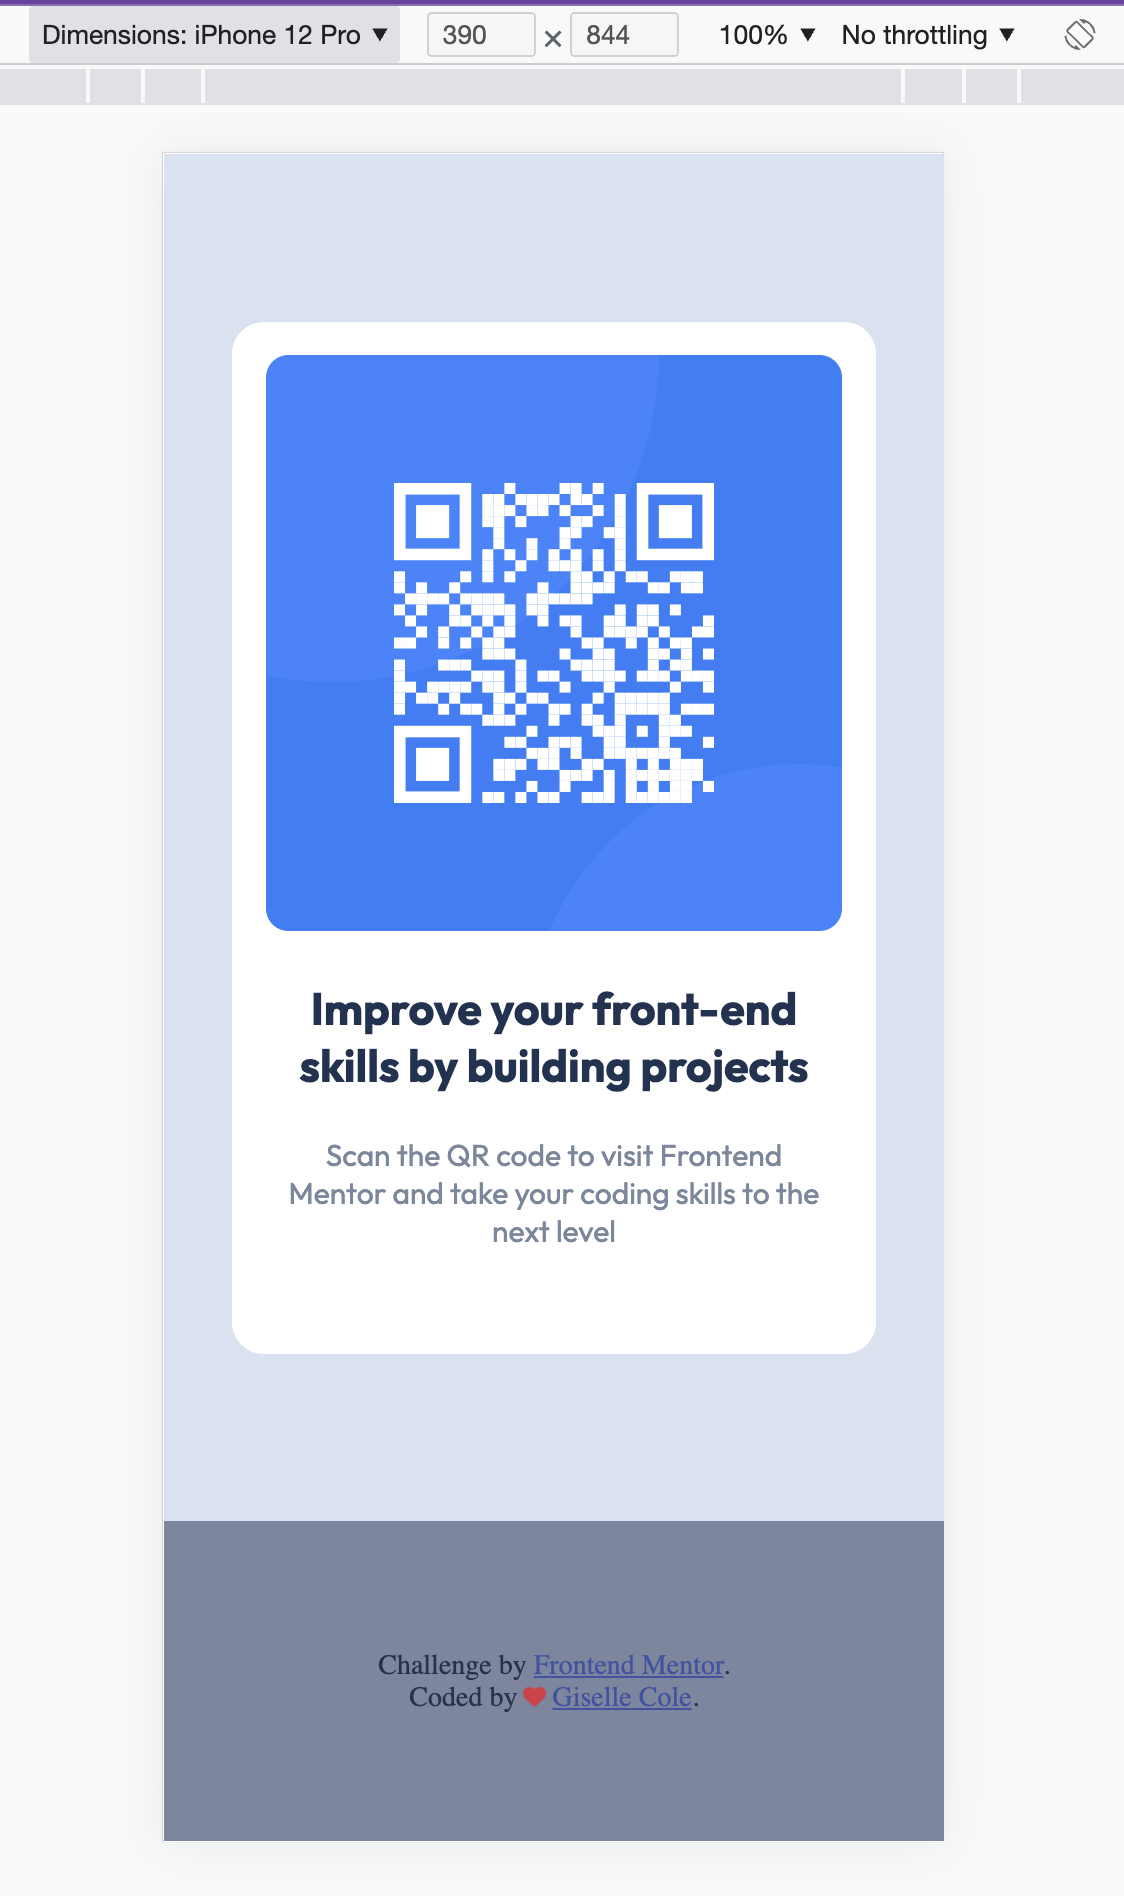 Dimensions: iPhone 12 Pro ▼ 390 × 844 100% ▼ No throttling ▼
Improve your front-end
skills by building projects
Scan the QR code to visit Frontend
Mentor and take your coding skills to the
next level
Challenge by Frontend Mentor.
Coded by ❤ Giselle Cole.